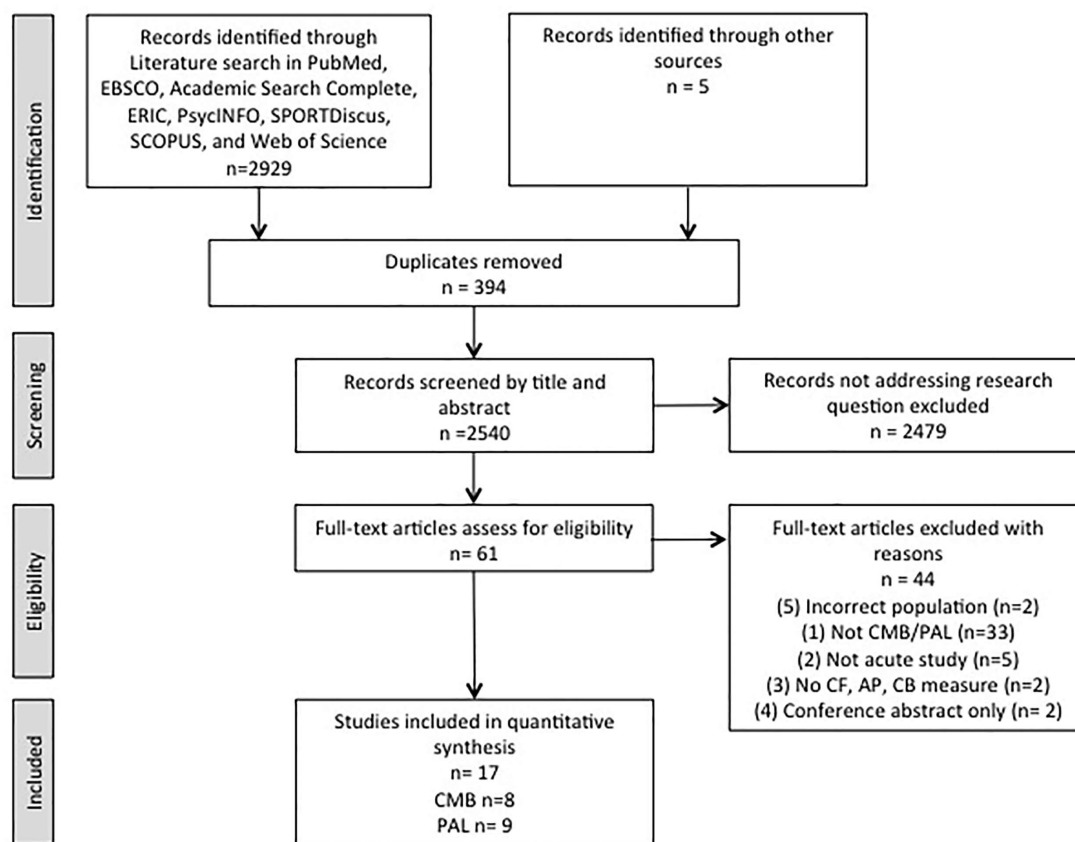 Identification
Records identified through
Literature search in PubMed,
EBSCO, Academic Search Complete,
ERIC, PsycINFO, SPORTDiscus,
SCOPUS, and Web of Science
n=2929
Records identified through other
sources
n = 5
Duplicates removed
n = 394
Screening
Records screened by title and
abstract
n =2540
Records not addressing research
question excluded
n = 2479
Eligibility
Full-text articles assess for eligibility
n= 61
Full-text articles excluded with
reasons
n = 44
(5) Incorrect population (n=2)
(1) Not CMB/PAL (n=33)
(2) Not acute study (n=5)
(3) No CF, AP, CB measure (n=2)
(4) Conference abstract only (n= 2)
Included
Studies included in quantitative
synthesis
n= 17
CMB n=8
PAL n= 9